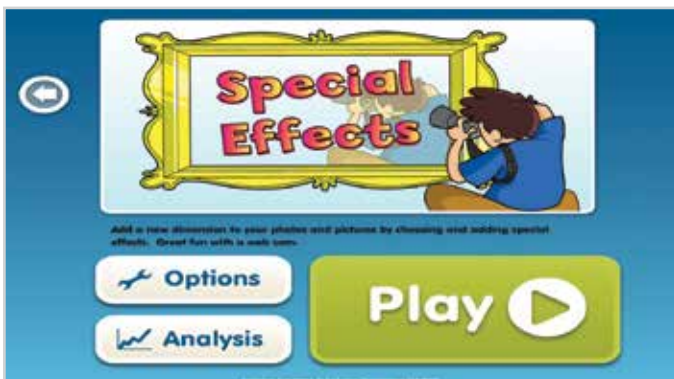 Special
Effects
Add a new dimension to your photos and pictures by choosing and adding special
effects. Great fun with a web cam.
Options
Play
Analysis